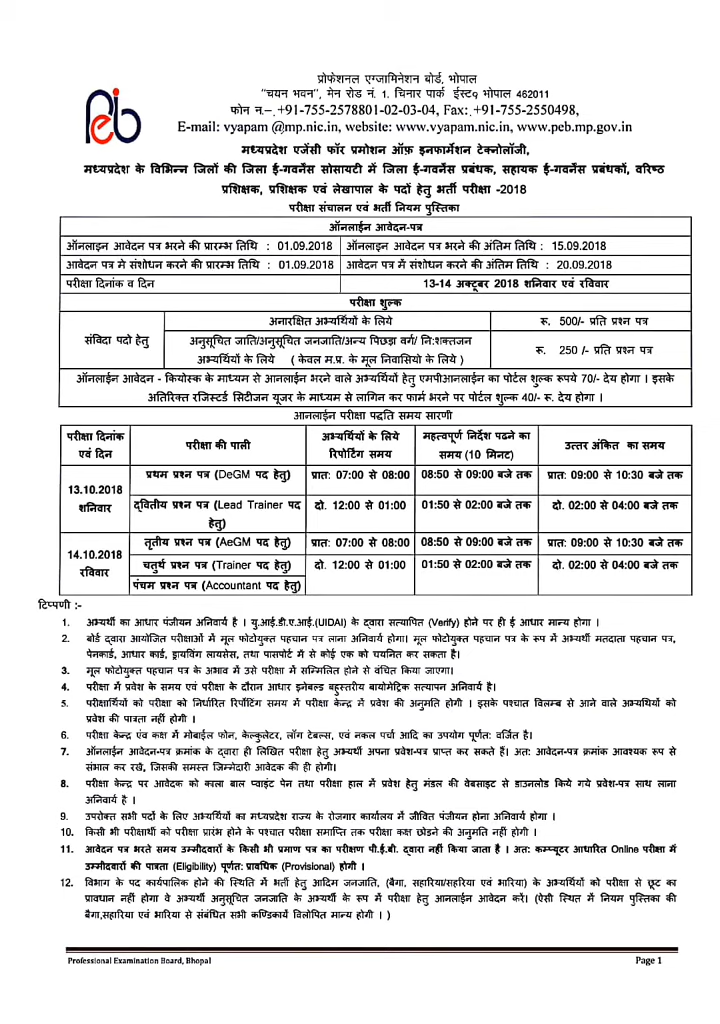 Peb
प्रोफेशनल एग्जामिनेशन बोर्ड, भोपाल
"चयन भवन", मेन रोड नं. 1. चिनार पार्क ईस्टq भोपाल 462011
फोन न.–.+91-755-2578801-02-03-04, Fax:.+91-755-2550498,
E-mail: vyapam @mp.nic.in, website: www.vyapam.nic.in, www.peb.mp.gov.in
मध्यप्रदेश एजेंसी फॉर प्रमोशन ऑफ़ इनफार्मेशन टेक्नोलॉजी,
मध्यप्रदेश के विभिन्न जिलों की जिला ई-गवर्नेंस सोसायटी में जिला ई-गवर्नेंस प्रबंधक, सहायक ई-गवर्नेंस प्रबंधकों, वरिष्ठ
प्रशिक्षक, प्रशिक्षक एवं लेखापाल के पदों हेतु भर्ती परीक्षा -2018
परीक्षा संचालन एवं भर्ती नियम पुस्तिका
ऑनलाईन आवेदन-पत्र
ऑनलाइन आवेदन पत्र भरने की प्रारम्भ तिथि : 01.09.2018 ऑनलाईन आवेदन पत्र भरने की अंतिम तिथि : 15.09.2018
आवेदन पत्र मे संशोधन करने की प्रारम्भ तिथि : 01.09.2018 आवेदन पत्र में संशोधन करने की अंतिम तिथि : 20.09.2018
परीक्षा दिनांक व दिन 13-14 अक्टूबर 2018 शनिवार एवं रविवार
परीक्षा शुल्क
संविदा पदो हेतु
अनारक्षित अभ्यर्थियों के लिये रू. 500/- प्रति प्रश्न पत्र
अनुसूचित जाति/अनुसूचित जनजाति/अन्य पिछड़ा वर्ग/ नि:शक्तजन
अभ्यर्थियों के लिये ( केवल म.प्र. के मूल निवासियो के लिये ) रू. 250 /- प्रति प्रश्न पत्र
ऑनलाईन आवेदन - कियोस्क के माध्यम से आनलाईन भरने वाले अभ्यर्थियों हेतु एमपीआनलाईन का पोर्टल शुल्क रूपये 70/- देय होगा । इसके
अतिरिक्त रजिस्टर्ड सिटीजन यूजर के माध्यम से लागिन कर फार्म भरने पर पोर्टल शुल्क 40/- रू. देय होगा ।
आनलाईन परीक्षा पद्धति समय सारणी
परीक्षा दिनांक एवं दिन परीक्षा की पाली अभ्यर्थियों के लिये रिपोर्टिंग समय महत्वपूर्ण निर्देश पढने का समय (10 मिनट) उत्तर अंकित का समय
13.10.2018 शनिवार
प्रथम प्रश्न पत्र (DeGM पद हेतु) प्रात: 07:00 से 08:00 08:50 से 09:00 बजे तक प्रात: 09:00 से 10:30 बजे तक
द्वितीय प्रश्न पत्र (Lead Trainer पद हेतु) दो. 12:00 से 01:00 01:50 से 02:00 बजे तक दो. 02:00 से 04:00 बजे तक
14.10.2018 रविवार
तृतीय प्रश्न पत्र (AeGM पद हेतु) प्रात: 07:00 से 08:00 08:50 से 09:00 बजे तक प्रात: 09:00 से 10:30 बजे तक
चतुर्थ प्रश्न पत्र (Trainer पद हेतु) दो. 12:00 से 01:00 01:50 से 02:00 बजे तक दो. 02:00 से 04:00 बजे तक
पंचम प्रश्न पत्र (Accountant पद हेतु)
टिप्पणी :-
1. अभ्यर्थी का आधार पंजीयन अनिवार्य है । यु.आई.डी.ए.आई.(UIDAI) के द्वारा सत्यापित (Verify) होने पर ही ई आधार मान्य होगा ।
2. बोर्ड द्वारा आयोजित परीक्षाओं में मूल फोटोयुक्त पहचान पत्र लाना अनिवार्य होगा। मूल फोटोयुक्त पहचान पत्र के रूप में अभ्यर्थी मतदाता पहचान पत्र,
पेनकार्ड, आधार कार्ड, ड्रायविंग लायसेस, तथा पासपोर्ट में से कोई एक को चयनित कर सकता है।
3. मूल फोटोयुक्त पहचान पत्र के अभाव में उसे परीक्षा में सम्मिलित होने से वंचित किया जाएगा।
4. परीक्षा में प्रवेश के समय एवं परीक्षा के दौरान आधार इनेबल्ड बहुस्तरीय बायोमेट्रिक सत्यापन अनिवार्य है।
5. परीक्षार्थियों को परीक्षा को निर्धारित रिर्पोटिंग समय में परीक्षा केन्द्र में प्रवेश की अनुमति होगी । इसके पश्चात विलम्ब से आने वाले अभ्यथियों को
प्रवेश की पात्रता नहीं होगी ।
6. परीक्षा केन्द्र एंव कक्ष में मोबाईल फोन, केल्कुलेटर, लॉग टेबल्स, एवं नकल पर्चा आदि का उपयोग पूर्णत: वर्जित है।
7. ऑनलाईन आवेदन-पत्र क्रमांक के द्वारा ही लिखित परीक्षा हेतु अभ्यर्थी अपना प्रवेश-पत्र प्राप्त कर सकते हैं। अत: आवेदन-पत्र क्रमांक आवश्यक रूप से
संभाल कर रखें, जिसकी समस्त जिम्मेदारी आवेदक की ही होगी।
8. परीक्षा केन्द्र पर आवेदक को काला बाल प्वाइंट पेन तथा परीक्षा हाल में प्रवेश हेतु मंडल की वेबसाइट से डाउनलोड किये गये प्रवेश-पत्र साथ लाना
अनिवार्य है ।
9. उपरोक्त सभी पदों के लिए अभ्यर्थियों का मध्यप्रदेश राज्य के रोजगार कार्यालय में जीवित पंजीयन होना अनिवार्य होगा ।
10. किसी भी परीक्षार्थी को परीक्षा प्रारंभ होने के पश्चात परीक्षा समाप्ति तक परीक्षा कक्ष छोडने की अनुमति नहीं होगी ।
11. आवेदन पत्र भरते समय उम्मीदवारों के किसी भी प्रमाण पत्र का परीक्षण पी.ई.बी. द्वारा नहीं किया जाता है । अत: कम्प्यूटर आधारित Online परीक्षा में
उम्मीदवारों की पात्रता (Eligibility) पूर्णत: प्रावधिक (Provisional) होगी ।
12. विभाग के पद कार्यपालिक होने की स्थिति में भर्ती हेतु आदिम जनजाति, (बैगा, सहारिया/सहरिया एवं भारिया) के अभ्यर्थियों को परीक्षा से छूट का
प्रावधान नहीं होगा वे अभ्यर्थी अनुसूचित जनजाति के अभ्यर्थी के रूप में परीक्षा हेतु आनलाईन आवेदन करें। (ऐसी स्थित में नियम पुस्तिका की
बैगा,सहारिया एवं भारिया से संबंधित सभी कण्डिकायें विलोपित मान्य होगी । )
Professional Examination Board, Bhopal Page 1